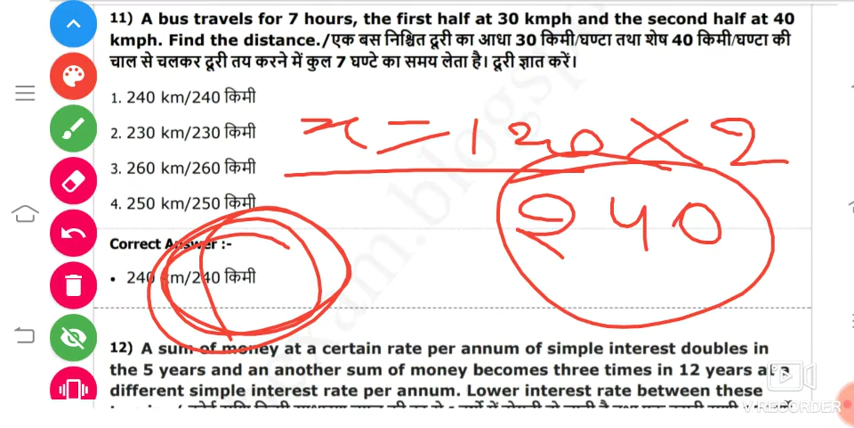 11) A bus travels for 7 hours, the first half at 30 kmph and the second half at 40
kmph. Find the distance./एक बस निश्चित दूरी का आधा 30 किमी/घण्टा तथा शेष 40 किमी/घण्टा की
चाल से चलकर दूरी तय करने में कुल 7 घण्टे का समय लेता है। दूरी ज्ञात करें।
1. 240 km/240 किमी
x = 120 × 2
2. 230 km/230 किमी
3. 260 km/260 किमी
4. 250 km/250 किमी
240
Correct Answer :-
• 240 km/240 किमी
12) A sum of money at a certain rate per annum of simple interest doubles in
the 5 years and an another sum of money becomes three times in 12 years at a
different simple interest rate per annum. Lower interest rate between these
V RECORDER